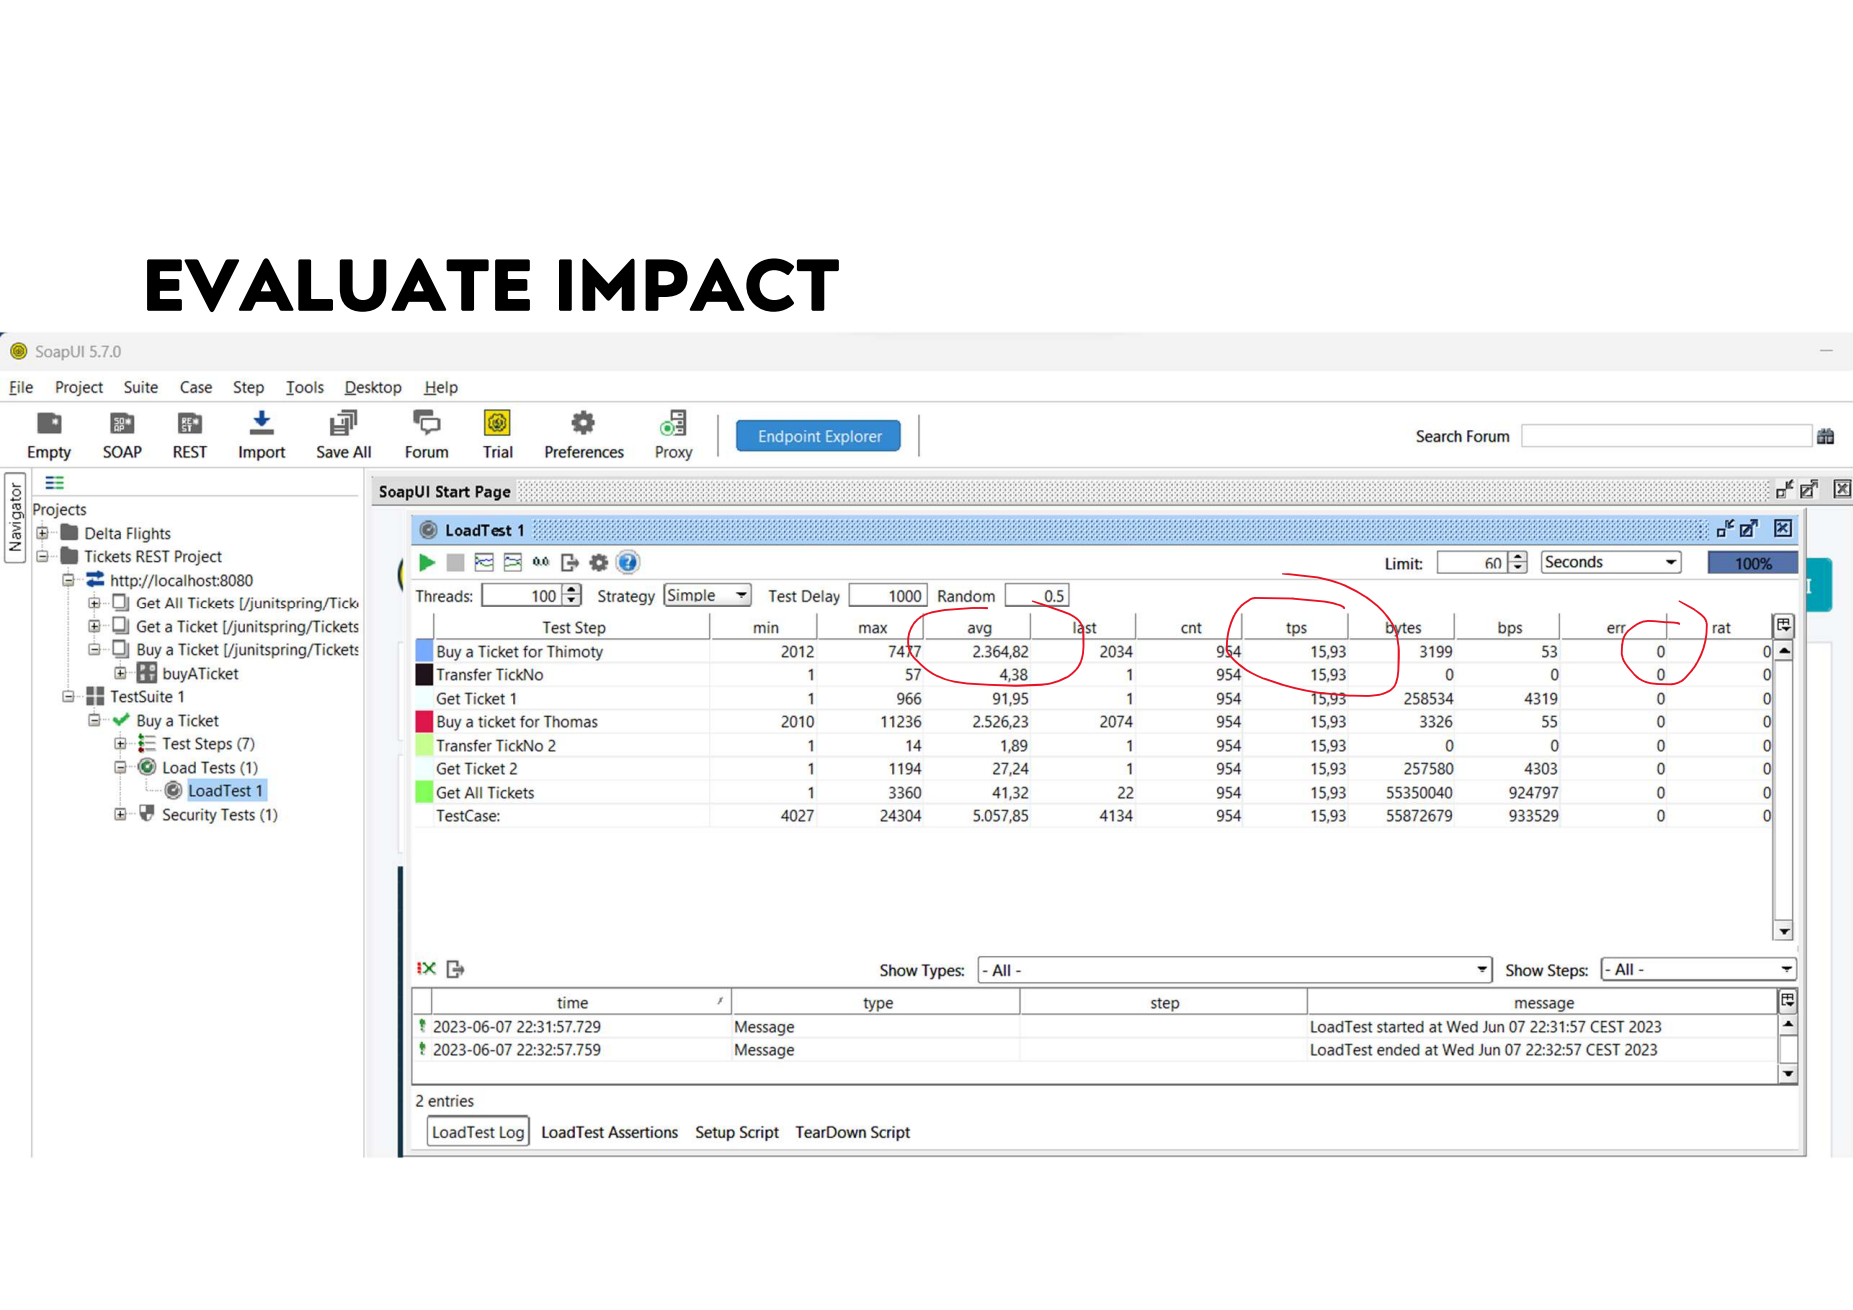 EVALUATE IMPACT
SoapUI 5.7.0
File Project Suite Case Step Tools Desktop Help
Empty SOAP REST Import Save All Forum Trial Preferences Proxy Endpoint Explorer Search Forum
Navigator
Projects
Delta Flights
Tickets REST Project
http://localhost:8080
Get All Tickets [/junitspring/Tick
Get a Ticket [/junitspring/Tickets
Buy a Ticket [/junitspring/Tickets
buyATicket
TestSuite 1
Buy a Ticket
Test Steps (7)
Load Tests (1)
LoadTest 1
Security Tests (1)
SoapUI Start Page
LoadTest 1
Limit: 60 Seconds 100%
Threads: 100 Strategy Simple Test Delay 1000 Random 0.5
Test Step min max avg last cnt tps bytes bps err rat
Buy a Ticket for Thimoty 2012 7477 2.364,82 2034 954 15,93 3199 53 0 0
Transfer TickNo 1 57 4,38 1 954 15,93 0 0 0 0
Get Ticket 1 1 966 91,95 1 954 15,93 258534 4319 0 0
Buy a ticket for Thomas 2010 11236 2.526,23 2074 954 15,93 3326 55 0 0
Transfer TickNo 2 1 14 1,89 1 954 15,93 0 0 0 0
Get Ticket 2 1 1194 27,24 1 954 15,93 257580 4303 0 0
Get All Tickets 1 3360 41,32 22 954 15,93 55350040 924797 0 0
TestCase: 4027 24304 5.057,85 4134 954 15,93 55872679 933529 0 0
Show Types: - All - Show Steps: - All -
time type step message
2023-06-07 22:31:57.729 Message LoadTest started at Wed Jun 07 22:31:57 CEST 2023
2023-06-07 22:32:57.759 Message LoadTest ended at Wed Jun 07 22:32:57 CEST 2023
2 entries
LoadTest Log LoadTest Assertions Setup Script TearDown Script